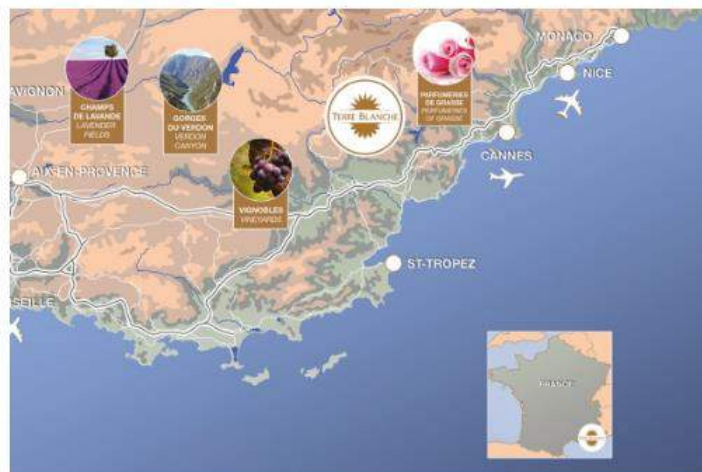 MONACO
NICE
AVIGNON
CHAMPS
DE LAVANDE
LAVENDER
FIELDS
GORGES
DU VERDON
VERDON
CANYON
TERRE BLANCHE
PARFUMERIES
DE GRASSE
PERFUMERIES
OF GRASSE
CANNES
AIX-EN-PROVENCE
VIGNOBLES
VINEYARDS
ST-TROPEZ
SEILLE
FRANCE